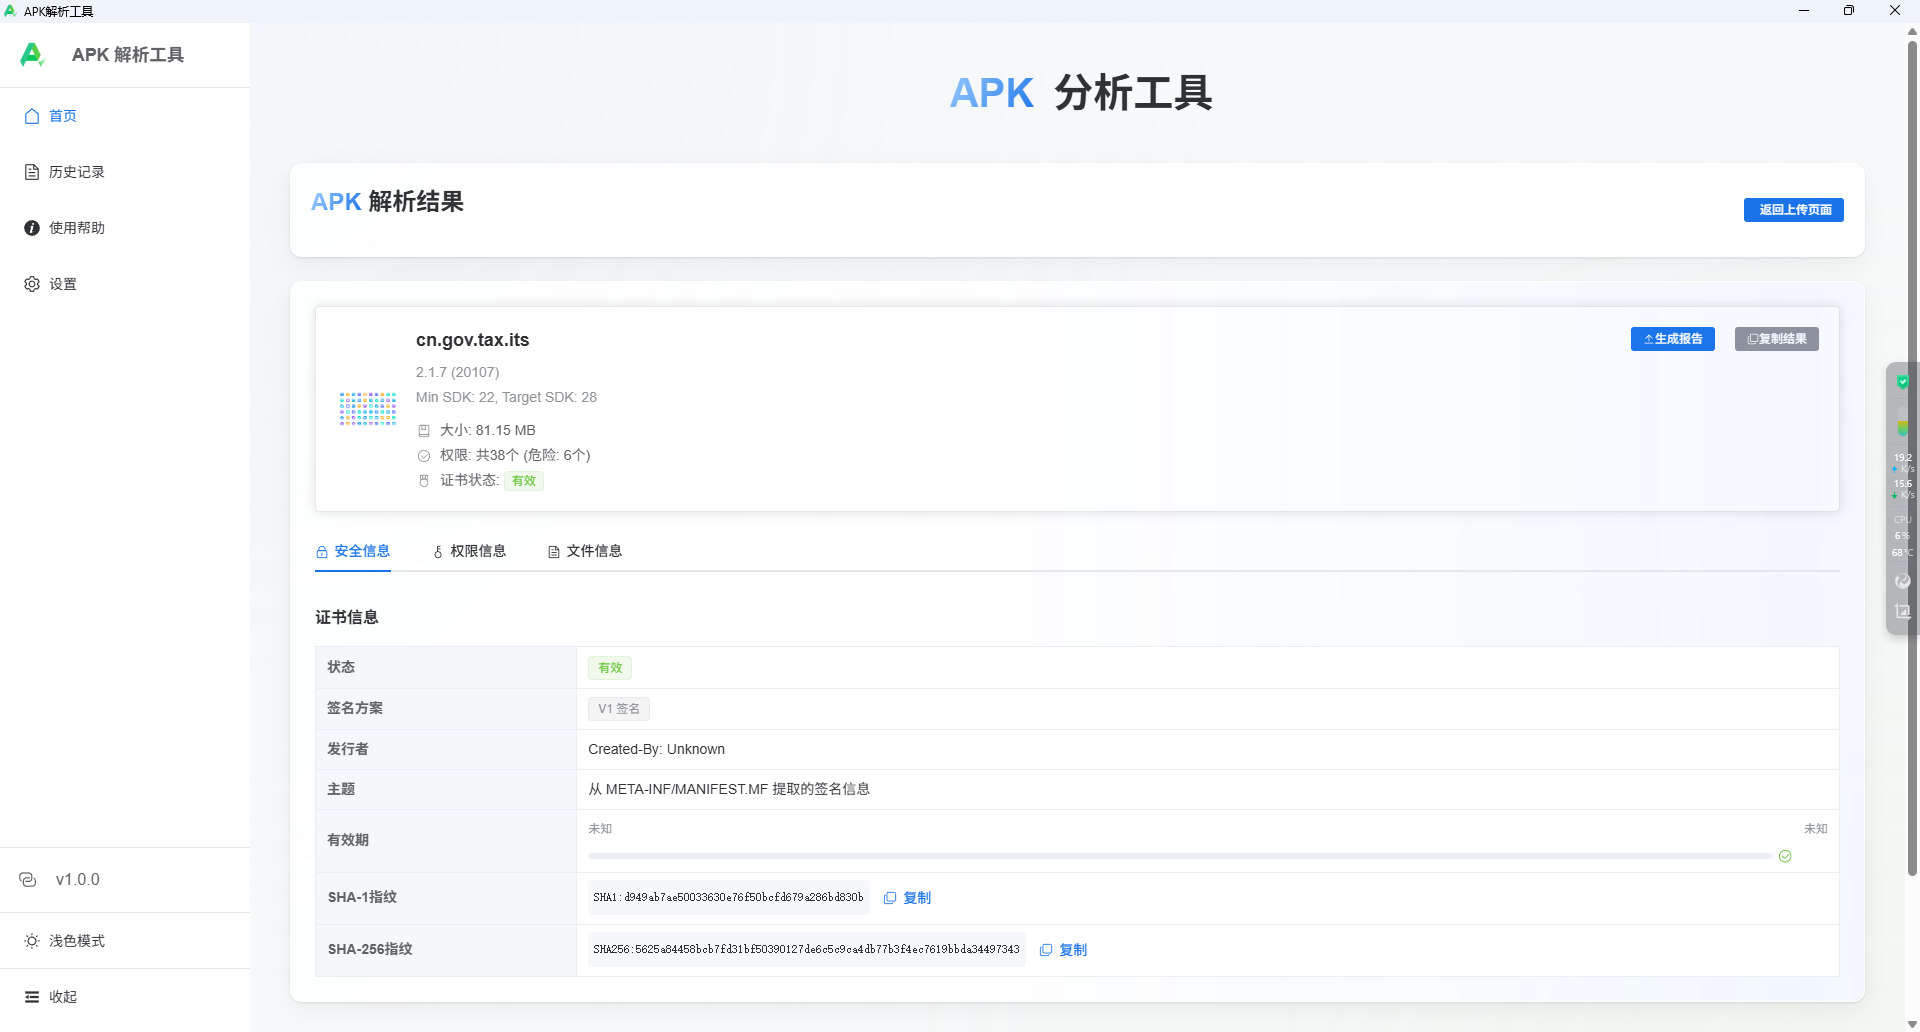 APK解析工具
APK 解析工具
首页
历史记录
使用帮助
设置
v1.0.0
浅色模式
收起
APK 分析工具
APK 解析结果
返回上传页面
cn.gov.tax.its
生成报告
复制结果
2.1.7 (20107)
Min SDK: 22, Target SDK: 28
大小: 81.15 MB
权限: 共38个 (危险: 6个)
证书状态: 有效
安全信息
权限信息
文件信息
证书信息
状态
有效
签名方案
V1 签名
发行者
Created-By: Unknown
主题
从 META-INF/MANIFEST.MF 提取的签名信息
有效期
未知
未知
SHA-1指纹
SHA1:d949ab7ae50033630e76f50bcfd679a286bd830b
复制
SHA-256指纹
SHA256:5625a84458bcb7fd31bf50390127de6c5c9ca4db77b3f4ec7619bbda34497343
复制
19.2
K/s
15.6
K/s
CPU
6%
68°C